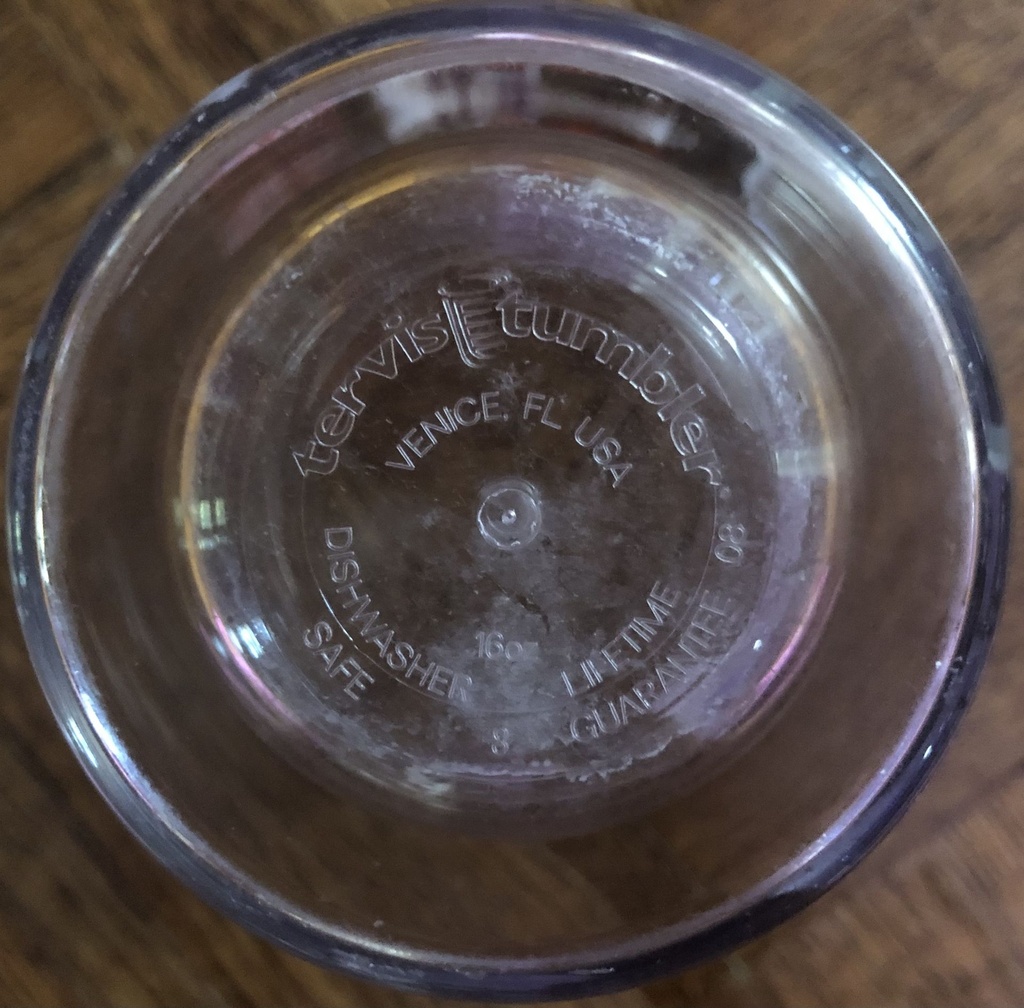 tervis tumbler
VENICE, FL USA
DISHWASHER
SAFE
16oz
LIFETIME
GUARANTEE 08
8